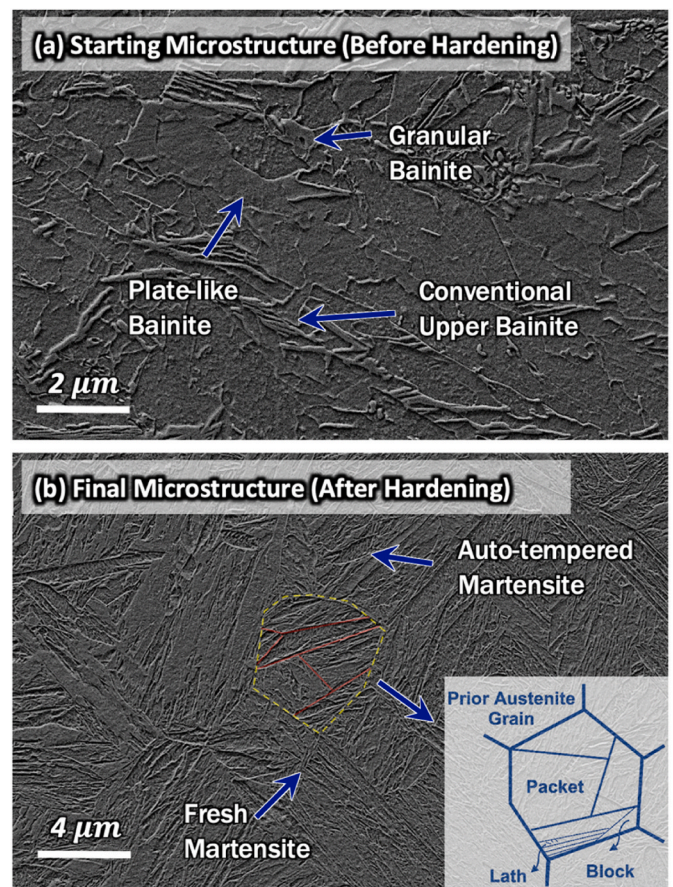 (a) Starting Microstructure (Before Hardening)
Granular
Bainite
Plate-like
Bainite
Conventional
Upper Bainite
2 μm
(b) Final Microstructure (After Hardening)
Auto-tempered
Martensite
Prior Austenite
Grain
Packet
Fresh
Martensite
4 μm
Lath
Block